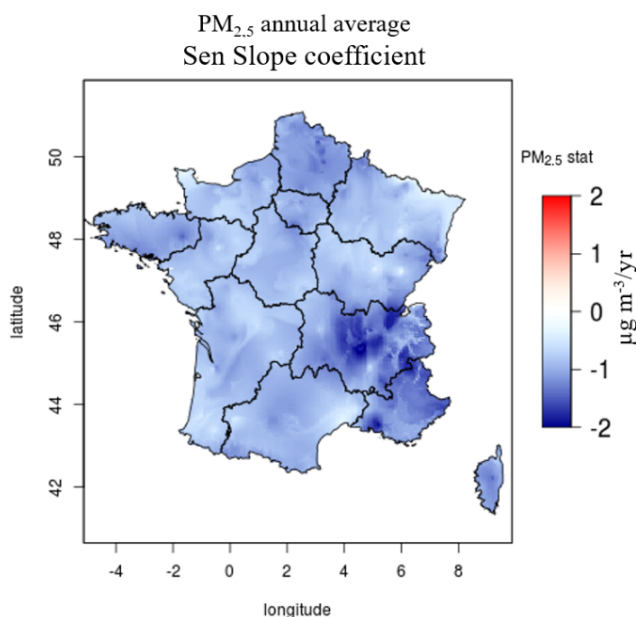 PM₂.₅ annual average
Sen Slope coefficient
PM₂.₅ stat
2
1
0
-1
-2
µg m⁻³/yr
latitude
50
48
46
44
42
-4 -2 0 2 4 6 8
longitude